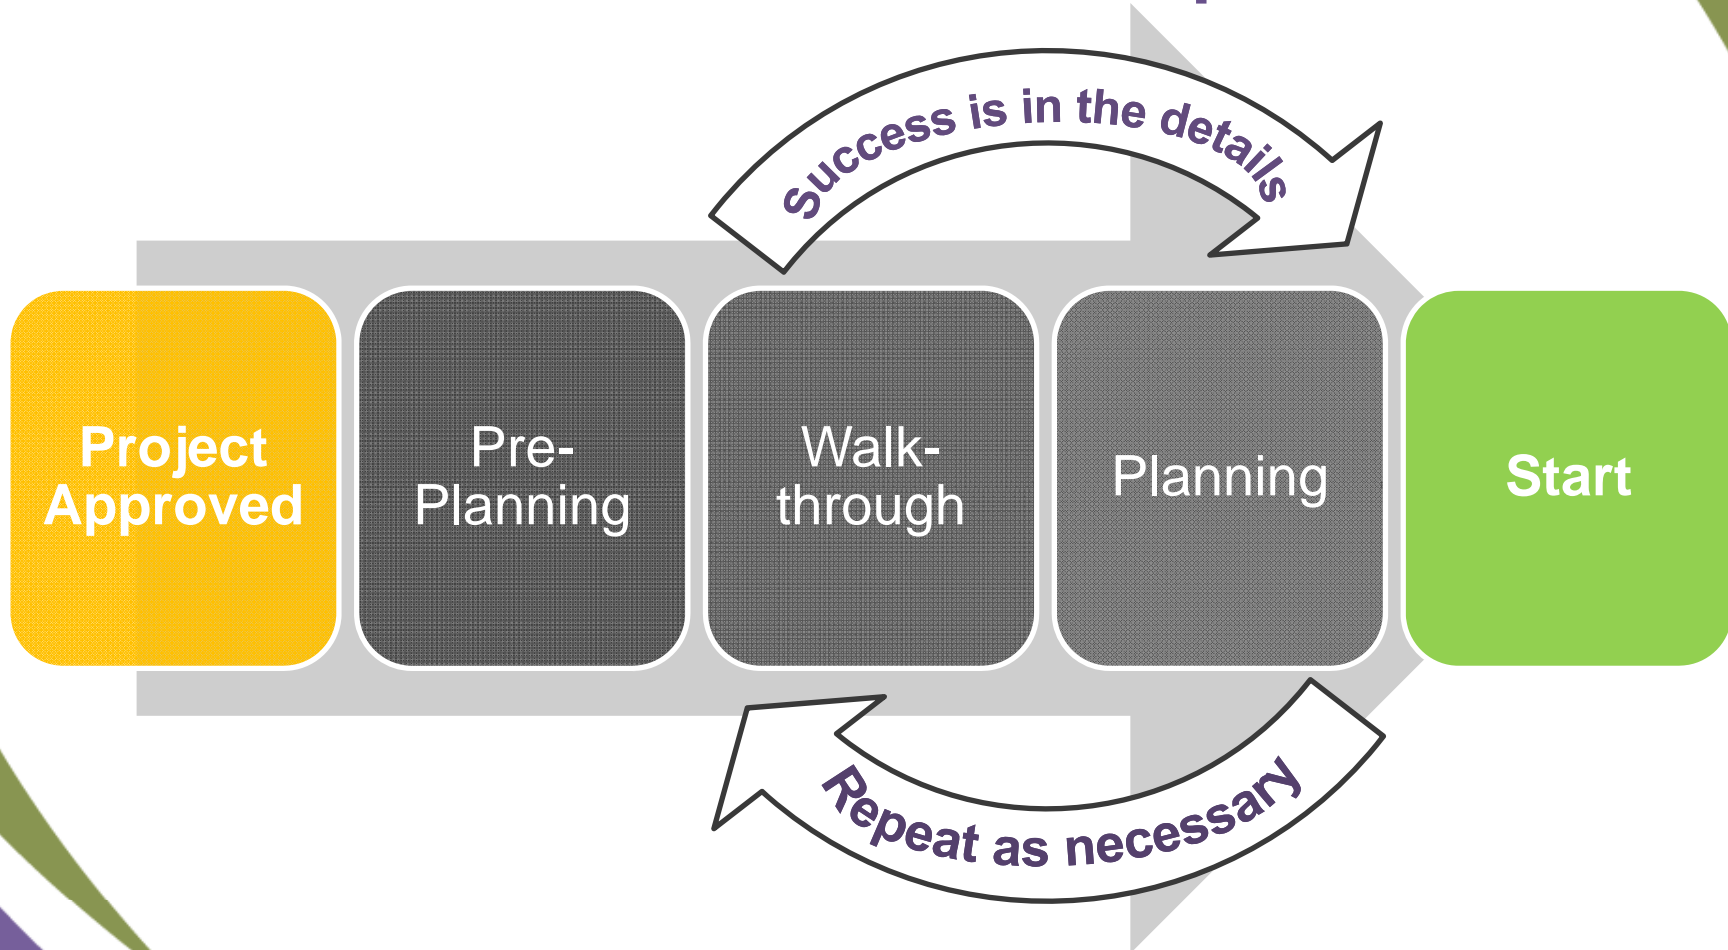 Success is in the details
Project
Approved
Pre-
Planning
Walk-
through
Planning
Start
Repeat as necessary